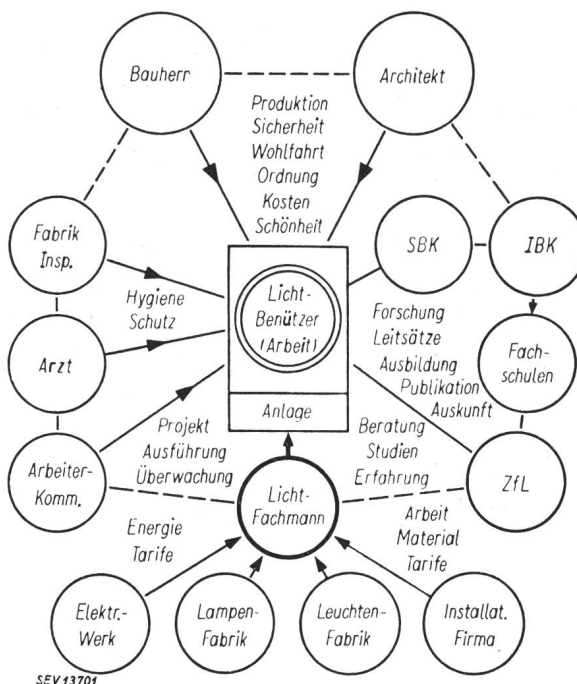 Bauherr
Architekt
Produktion
Sicherheit
Wohlfahrt
Ordnung
Kosten
Schönheit
Fabrik
Insp.
SBK
IBK
Hygiene
Schutz
Licht-
Benützer
(Arbeit)
Forschung
Leitsätze
Ausbildung
Publikation
Auskunft
Arzt
Fach-
schulen
Anlage
Arbeiter-
Komm.
Projekt
Ausführung
Überwachung
Beratung
Studien
Erfahrung
ZfL
Licht-
Fachmann
Energie
Tarife
Arbeit
Material
Tarife
Elektr.-
Werk
Lampen-
Fabrik
Leuchten-
Fabrik
Installat.
Firma
SEV 13701